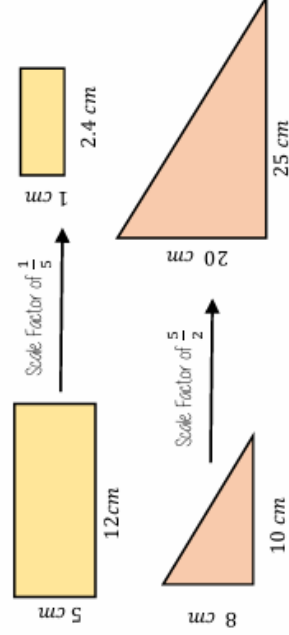 5 cm
12cm
Scale Factor of 1/5
1 cm
2.4 cm
8 cm
10 cm
Scale Factor of 5/2
20 cm
25 cm